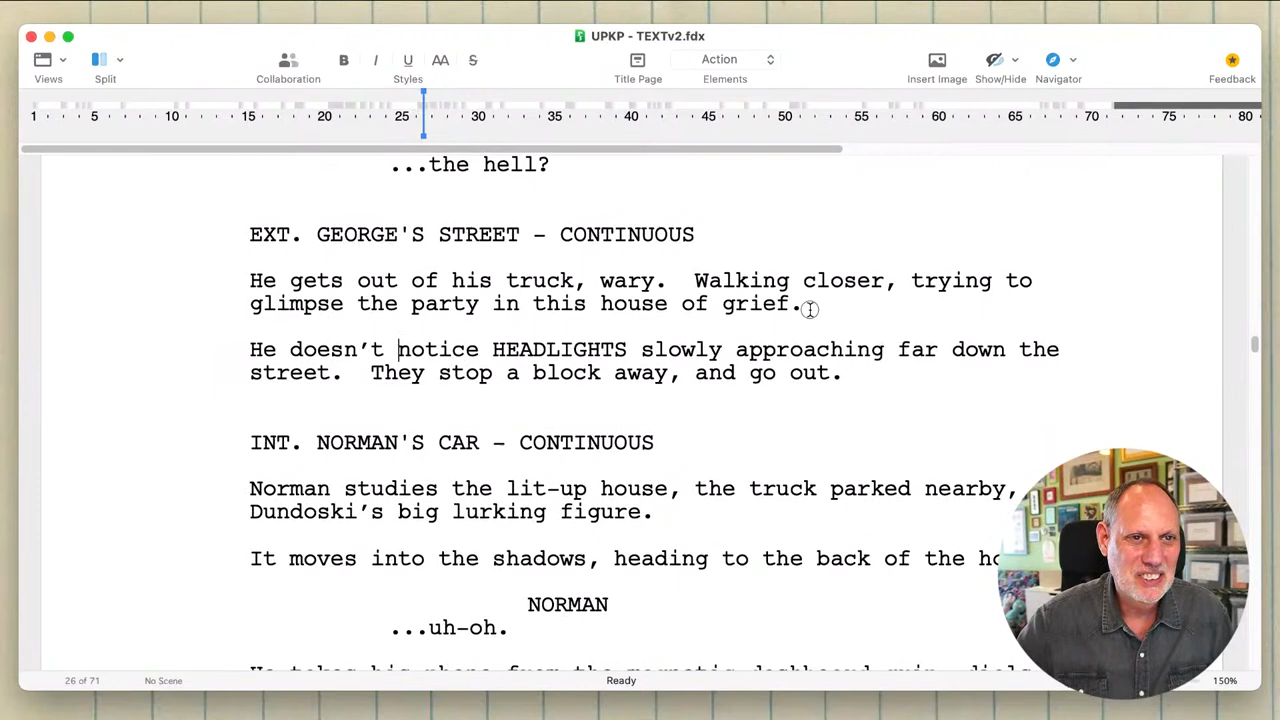 UPKP - TEXTv2.fdx
Views
Split
Collaboration
B I U AA S
Styles
Title Page
Action
Elements
Insert Image
Show/Hide
Navigator
Feedback
1 5 10 15 20 25 30 35 40 45 50 55 60 65 70 75 80
...the hell?
EXT. GEORGE'S STREET - CONTINUOUS
He gets out of his truck, wary.  Walking closer, trying to
glimpse the party in this house of grief.
He doesn’t notice HEADLIGHTS slowly approaching far down the
street.  They stop a block away, and go out.
INT. NORMAN'S CAR - CONTINUOUS
Norman studies the lit-up house, the truck parked nearby,
Dundoski’s big lurking figure.
It moves into the shadows, heading to the back of the
NORMAN
...uh-oh.
26 of 71
No Scene
Ready
150%